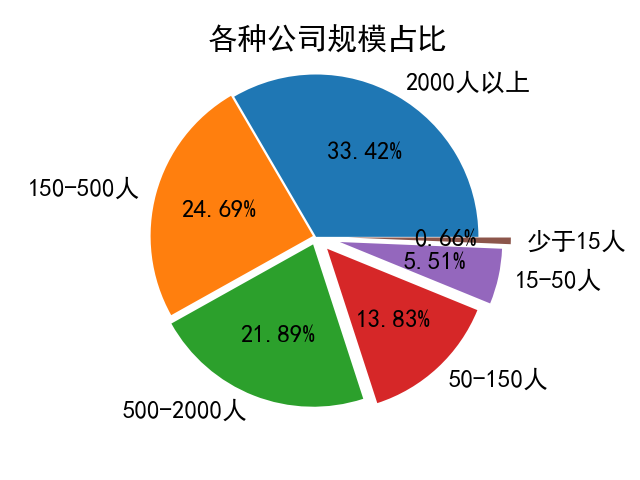 各种公司规模占比
2000人以上
33.42%
150-500人
24.69%
0.66%
少于15人
5.51%
15-50人
13.83%
21.89%
50-150人
500-2000人